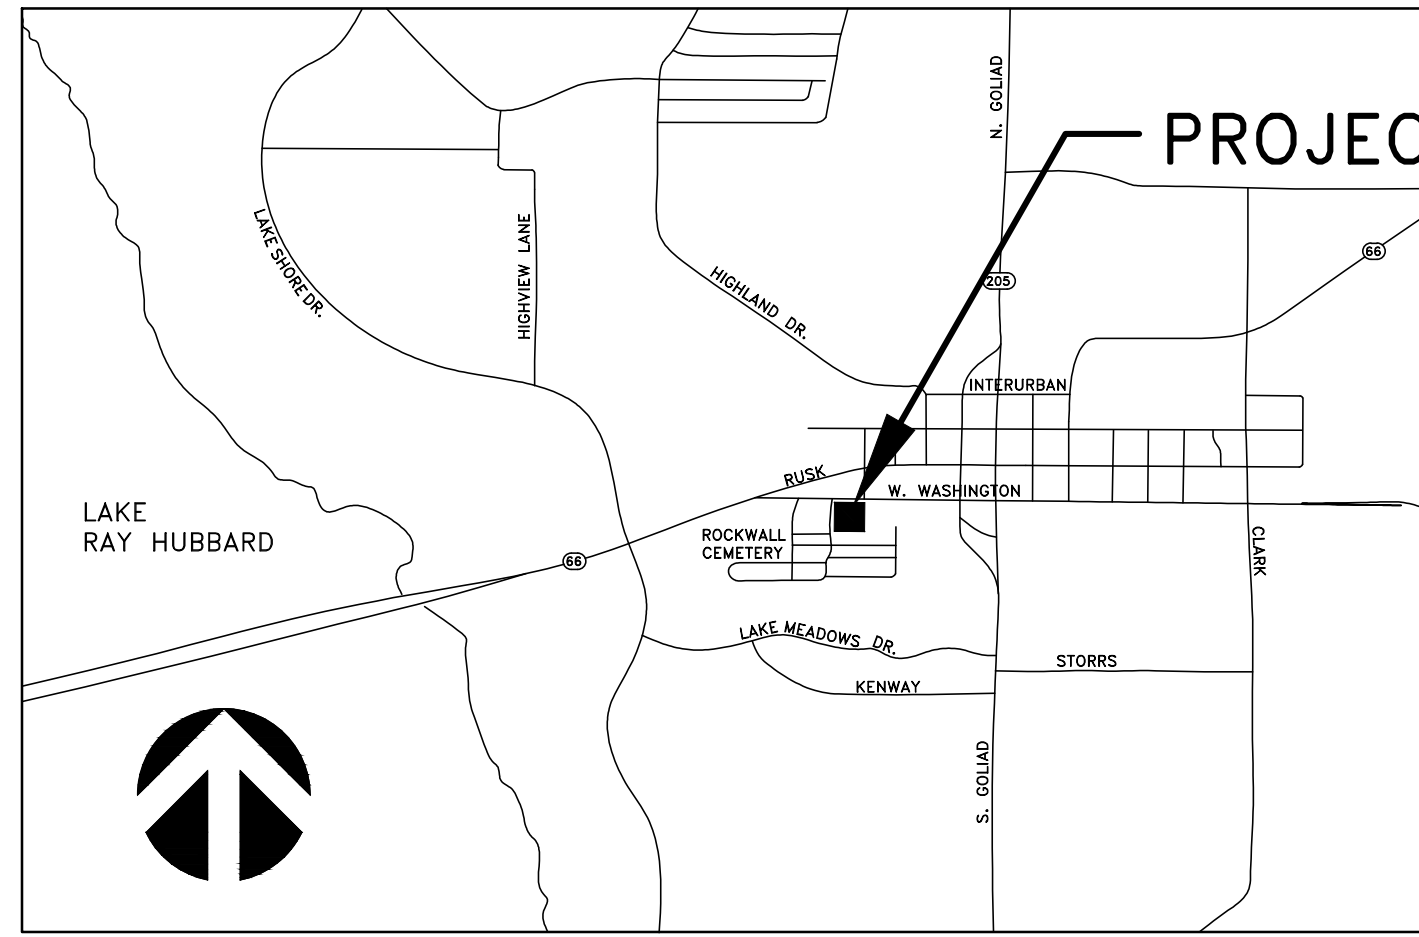 N. GOLIAD
PROJEC
LAKE SHORE DR.
HIGHVIEW LANE
HIGHLAND DR.
66
205
INTERURBAN
RUSK
W. WASHINGTON
LAKE
RAY HUBBARD
ROCKWALL
CEMETERY
66
CLARK
LAKE MEADOWS DR.
STORRS
KENWAY
S. GOLIAD